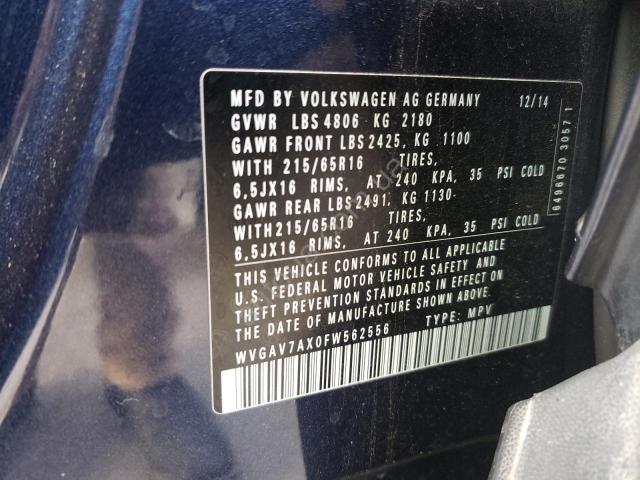 MFD BY VOLKSWAGEN AG GERMANY 12/14
GVWR LBS 4806 KG 2180
GAWR FRONT LBS 2425, KG 1100
WITH 215/65R16 TIRES,
6,5JX16 RIMS, AT 240 KPA, 35 PSI COLD
GAWR REAR LBS 2491, KG 1130
WITH 215/65R16 TIRES,
6,5JX16 RIMS, AT 240 KPA, 35 PSI COLD
THIS VEHICLE CONFORMS TO ALL APPLICABLE
U.S. FEDERAL MOTOR VEHICLE SAFETY AND
THEFT PREVENTION STANDARDS IN EFFECT ON
THE DATE OF MANUFACTURE SHOWN ABOVE.
WVGAV7AX0FW562556 TYPE: MPV
6496670 3057 1